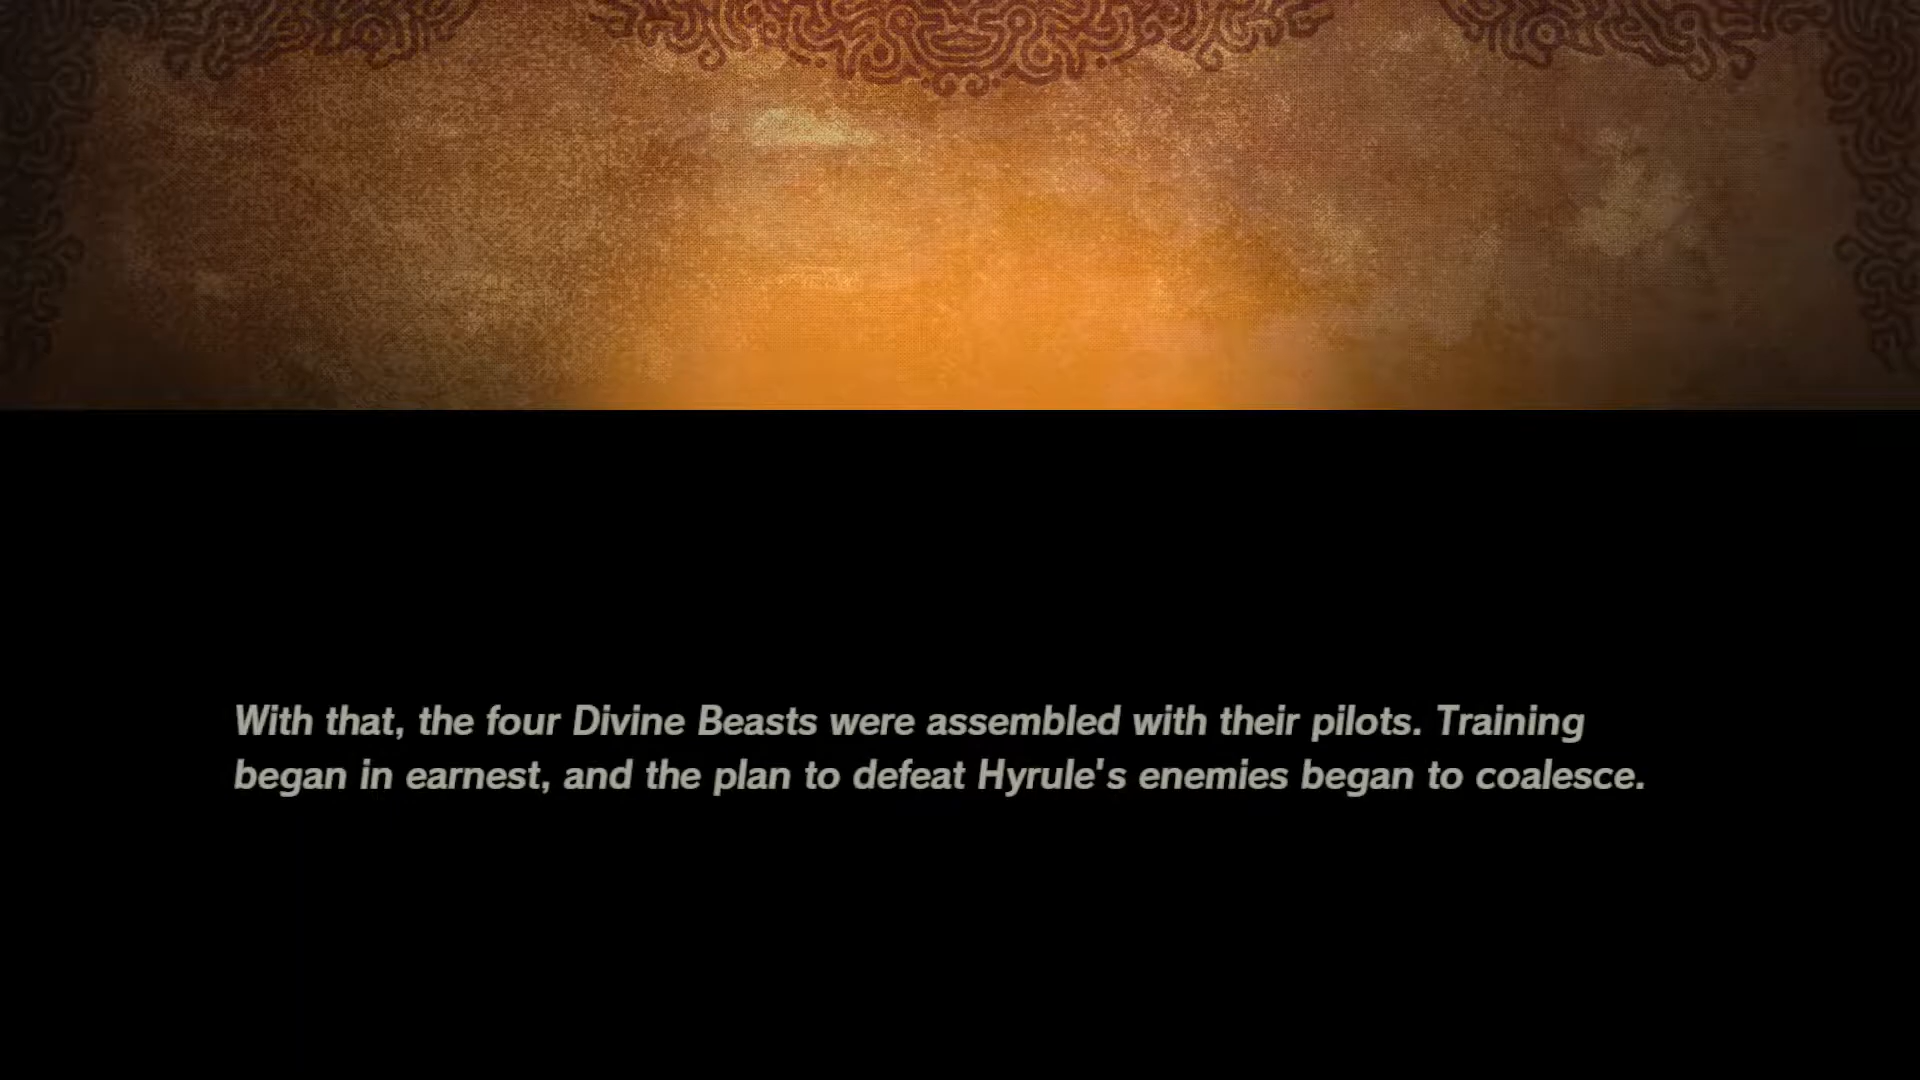 With that, the four Divine Beasts were assembled with their pilots. Training
began in earnest, and the plan to defeat Hyrule's enemies began to coalesce.